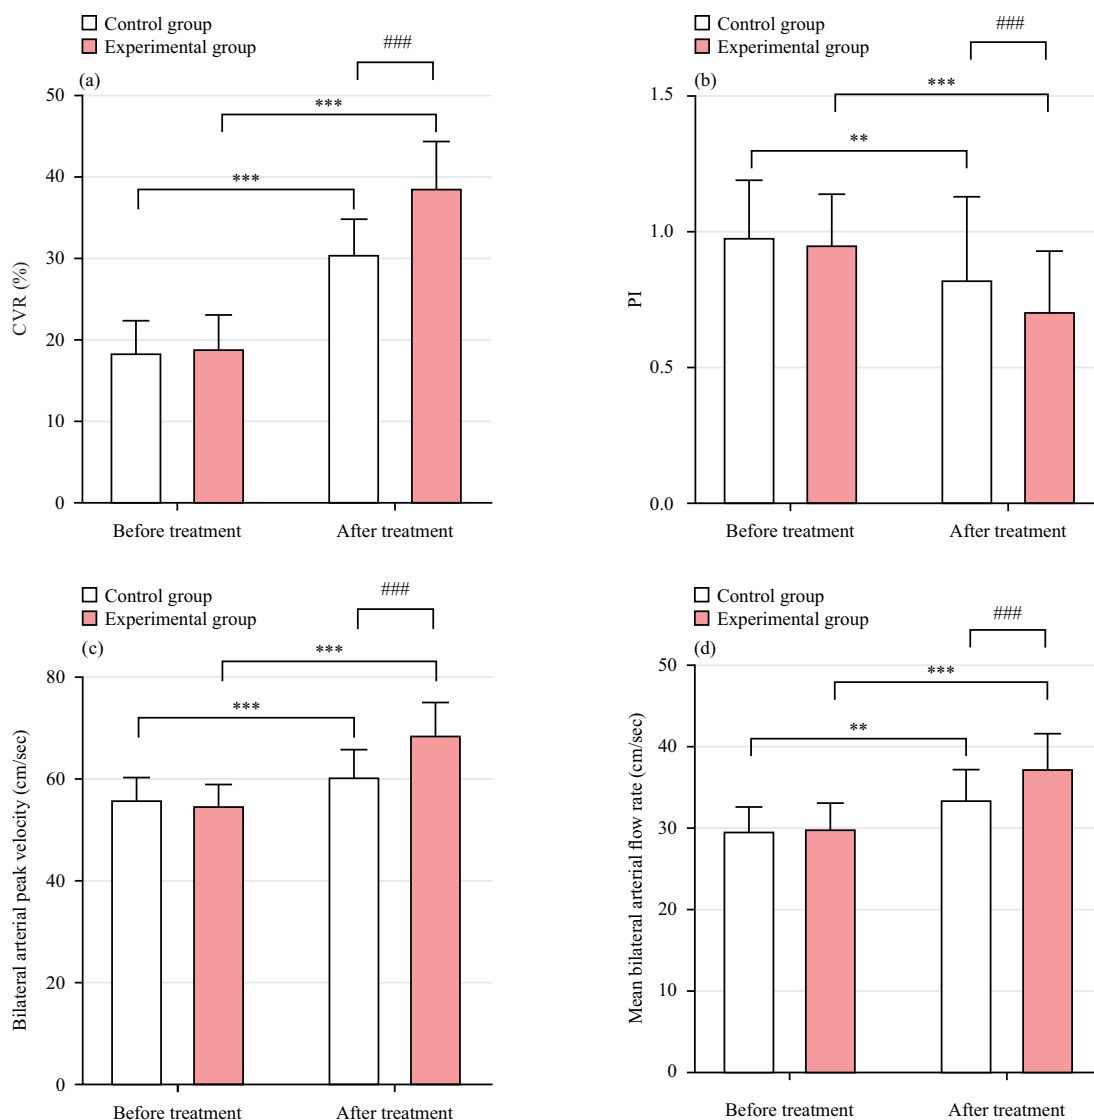 Control group
Experimental group
###
(a)
50
***
40
***
30
CVR (%)
20
10
0
Before treatment
After treatment
Control group
Experimental group
###
(b)
1.5
***
**
1.0
PI
0.5
0.0
Before treatment
After treatment
Control group
Experimental group
###
(c)
***
80
***
60
Bilateral arterial peak velocity (cm/sec)
40
20
0
Before treatment
After treatment
Control group
Experimental group
###
(d)
50
***
**
40
30
Mean bilateral arterial flow rate (cm/sec)
20
10
0
Before treatment
After treatment